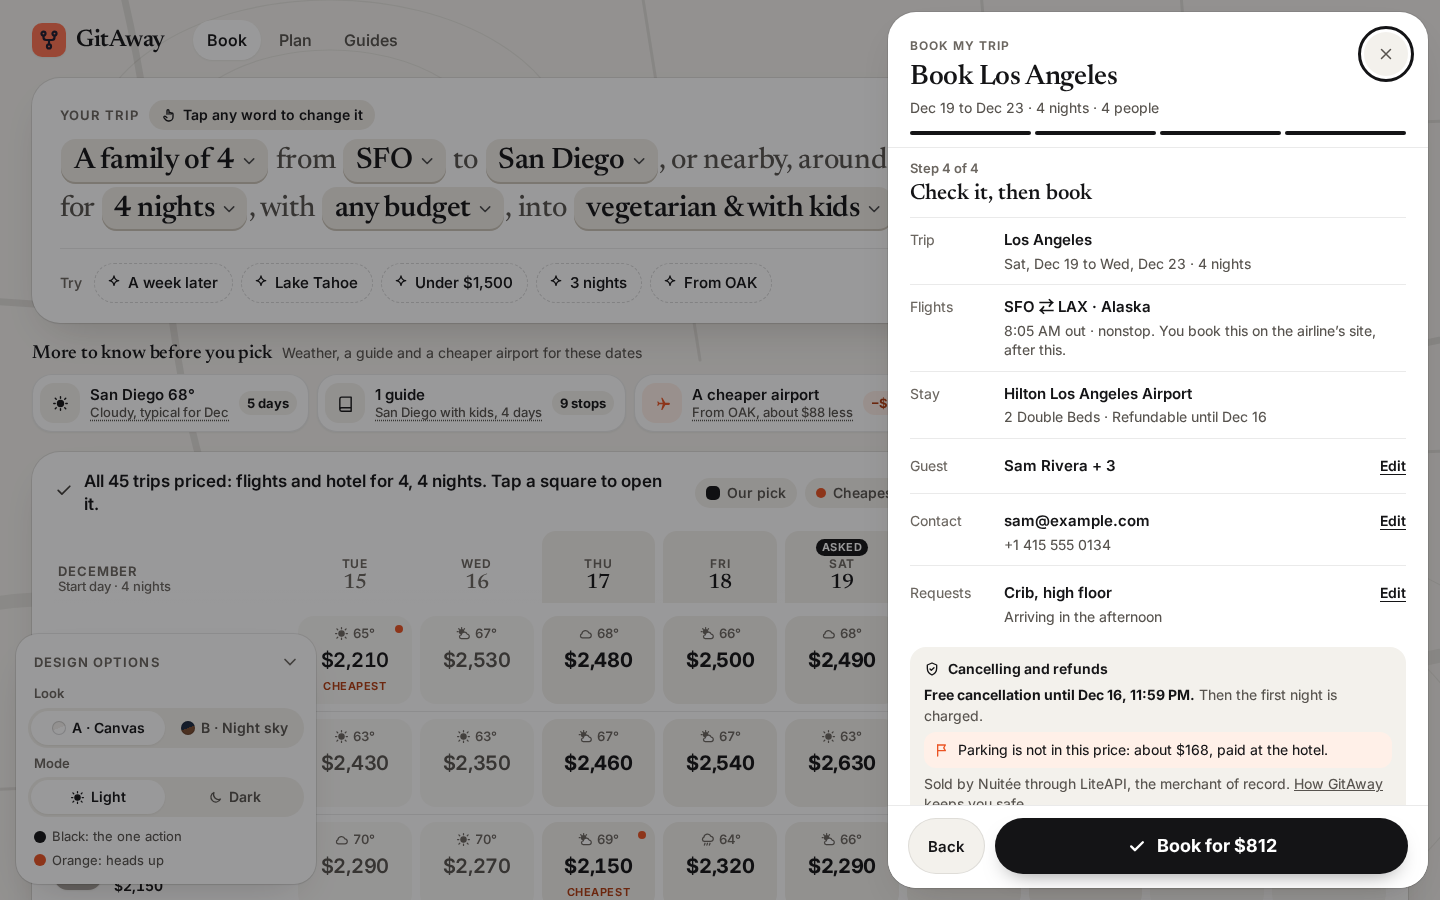 GitAway
Book
Plan
Guides
YOUR TRIP
Tap any word to change it
A family of 4 from SFO to San Diego, or nearby, around
for 4 nights, with any budget, into vegetarian & with kids
Try
A week later
Lake Tahoe
Under $1,500
3 nights
From OAK
More to know before you pick
Weather, a guide and a cheaper airport for these dates
San Diego 68°
Cloudy, typical for Dec
5 days
1 guide
San Diego with kids, 4 days
9 stops
A cheaper airport
From OAK, about $88 less
All 45 trips priced: flights and hotel for 4, 4 nights. Tap a square to open
it.
Our pick
DECEMBER
Start day · 4 nights
TUE
15
WED
16
THU
17
FRI
18
ASKED
SAT
19
65° 67° 68° 66° 68°
$2,210 $2,530 $2,480 $2,500 $2,490
CHEAPEST
63° 63° 67° 67° 63°
$2,430 $2,350 $2,460 $2,540 $2,630
70° 70° 69° 64° 66°
$2,290 $2,270 $2,150 $2,320 $2,290
CHEAPEST
$2,150
DESIGN OPTIONS
Look
A · Canvas
B · Night sky
Mode
Light
Dark
Black: the one action
Orange: heads up
BOOK MY TRIP
Book Los Angeles
Dec 19 to Dec 23 · 4 nights · 4 people
Step 4 of 4
Check it, then book
Trip
Los Angeles
Sat, Dec 19 to Wed, Dec 23 · 4 nights
Flights
SFO ⇄ LAX · Alaska
8:05 AM out · nonstop. You book this on the airline’s site,
after this.
Stay
Hilton Los Angeles Airport
2 Double Beds · Refundable until Dec 16
Guest
Sam Rivera + 3
Edit
Contact
sam@example.com
Edit
+1 415 555 0134
Requests
Crib, high floor
Edit
Arriving in the afternoon
Cancelling and refunds
Free cancellation until Dec 16, 11:59 PM. Then the first night is
charged.
Parking is not in this price: about $168, paid at the hotel.
Sold by Nuitée through LiteAPI, the merchant of record. How GitAway
keeps you safe
Back
Book for $812